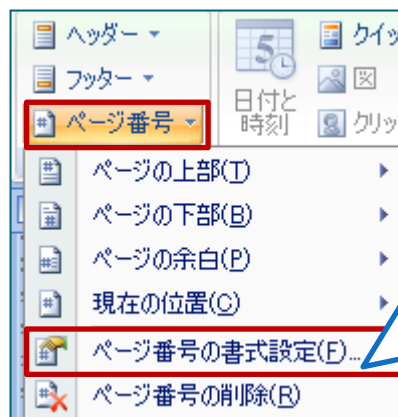 ヘッダー
フッター
ページ番号
5
日付と
時刻
クイッ
図
クリッ
ページの上部(T)
ページの下部(B)
ページの余白(P)
現在の位置(C)
ページ番号の書式設定(F)...
ページ番号の削除(R)